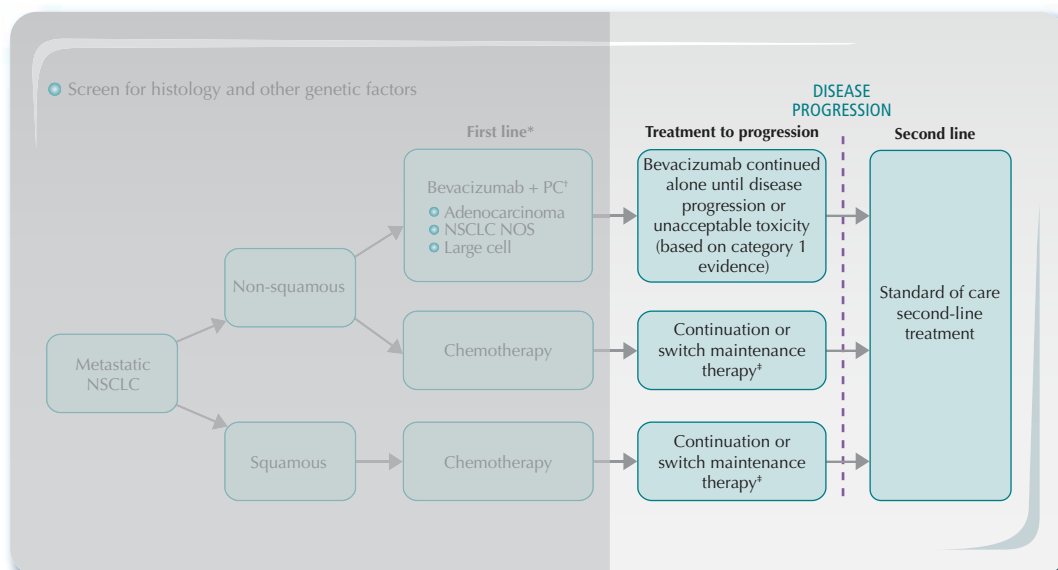 Screen for histology and other genetic factors
DISEASE
PROGRESSION
First line*
Treatment to progression
Second line
Bevacizumab + PC†
Adenocarcinoma
NSCLC NOS
Large cell
Bevacizumab continued
alone until disease
progression or
unacceptable toxicity
(based on category 1
evidence)
Non-squamous
Standard of care
second-line
treatment
Chemotherapy
Continuation or
switch maintenance
therapy‡
Metastatic
NSCLC
Squamous
Chemotherapy
Continuation or
switch maintenance
therapy‡